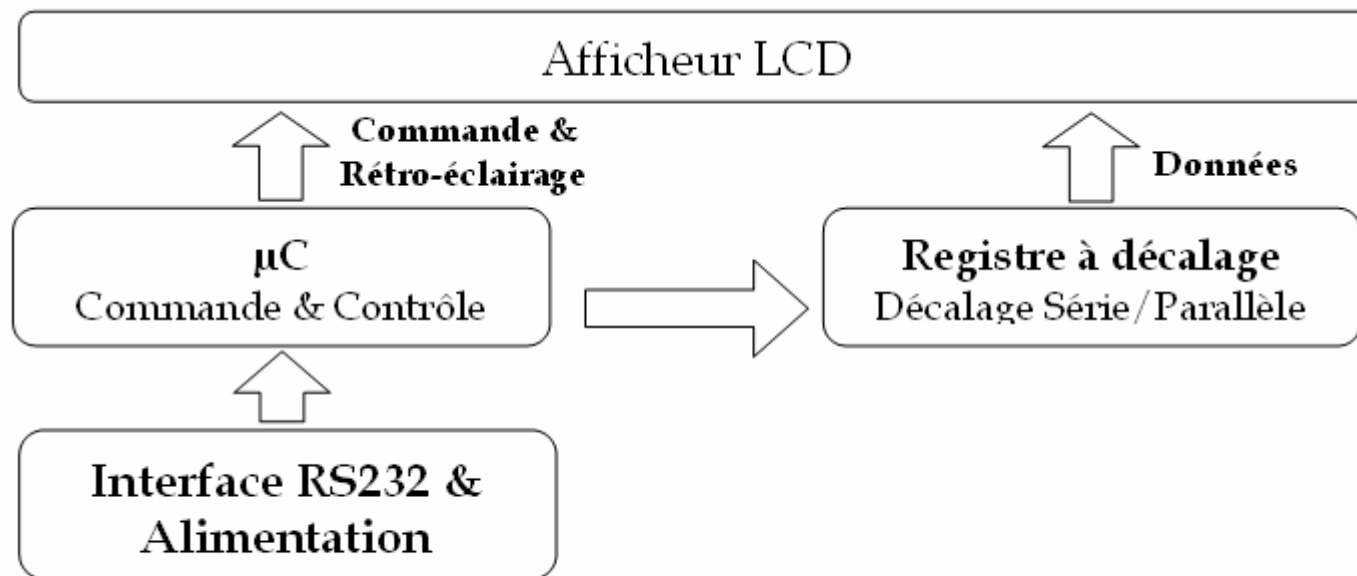 Afficheur LCD
Commande &
Rétro-éclairage
Données
µC
Commande & Contrôle
Registre à décalage
Décalage Série/Parallèle
Interface RS232 &
Alimentation